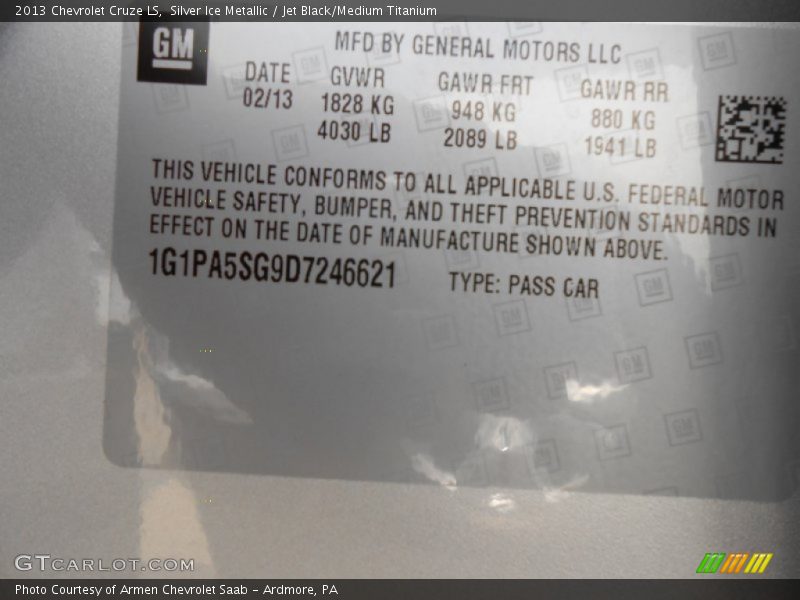 2013 Chevrolet Cruze LS, Silver Ice Metallic / Jet Black/Medium Titanium
GM
MFD BY GENERAL MOTORS LLC
DATE GVWR GAWR FRT GAWR RR
02/13 1828 KG 948 KG 880 KG
4030 LB 2089 LB 1941 LB
THIS VEHICLE CONFORMS TO ALL APPLICABLE U.S. FEDERAL MOTOR
VEHICLE SAFETY, BUMPER, AND THEFT PREVENTION STANDARDS IN
EFFECT ON THE DATE OF MANUFACTURE SHOWN ABOVE.
1G1PA5SG9D7246621 TYPE: PASS CAR
GTCARLOT.COM
Photo Courtesy of Armen Chevrolet Saab - Ardmore, PA